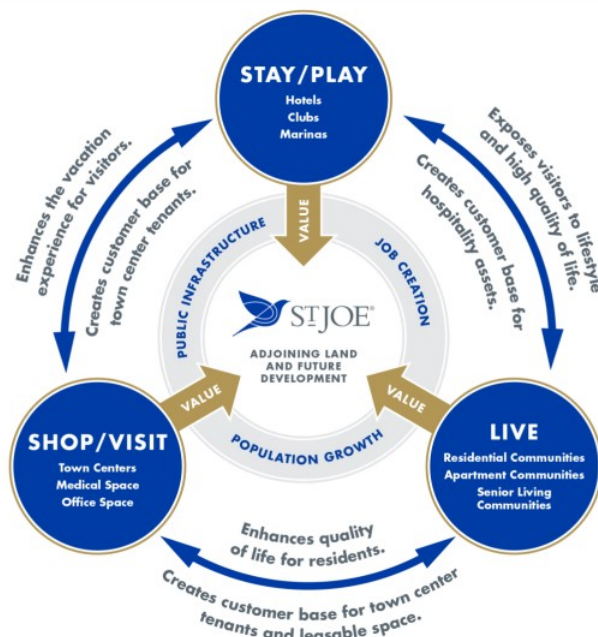 STAY/PLAY
Hotels
Clubs
Marinas
Enhances the vacation
experience for visitors.
Creates customer base for
town center tenants.
Exposes visitors to lifestyle
and high quality of life.
Creates customer base for
hospitality assets.
VALUE
PUBLIC INFRASTRUCTURE
JOB CREATION
STJOE®
ADJOINING LAND
AND FUTURE
DEVELOPMENT
VALUE
VALUE
POPULATION GROWTH
SHOP/VISIT
Town Centers
Medical Space
Office Space
LIVE
Residential Communities
Apartment Communities
Senior Living
Communities
Enhances quality
of life for residents.
Creates customer base for town center
tenants and leasable space.